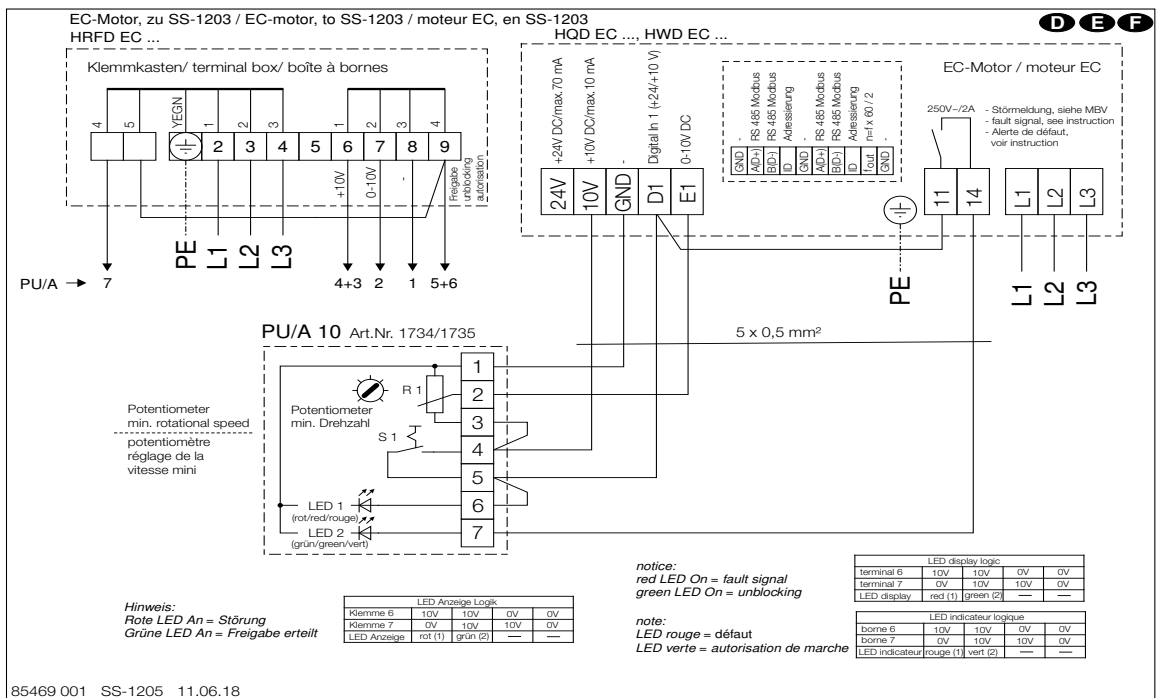 EC-Motor, zu SS-1203 / EC-motor, to SS-1203 / moteur EC, en SS-1203
HRFD EC ...
HQD EC ..., HWD EC ...
D E F
Klemmkasten/ terminal box/ boîte à bornes
4 5 YEGN 1 2 3 1 2 3 4
2 3 4 5 6 7 8 9
+10V
0-10V
-
Freigabe
unblocking
autorisation
PE L1 L2 L3
PU/A → 7 4+3 2 1 5+6
+24V DC/max.70 mA
+10V DC/max.10 mA
-
Digital In 1 (+24/+10 V)
0-10V DC
24V 10V GND D1 E1
-
RS 485 Modbus
RS 485 Modbus
Adressierung
-
RS 485 Modbus
RS 485 Modbus
Adressierung
n=f x 60 / 2
-
GND A(D+) B(D-) ID GND A(D+) B(D-) ID fout GND
EC-Motor / moteur EC
250V~/2A
- Störmeldung, siehe MBV
- fault signal, see instruction
- Alerte de défaut,
voir instruction
11 14
L1 L2 L3
PE
L1 L2 L3
5 x 0,5 mm²
PU/A 10 Art.Nr. 1734/1735
1
R 1
2
Potentiometer
min. Drehzahl
3
S 1
4
5
LED 1
(rot/red/rouge)
6
LED 2
(grün/green/vert)
7
Potentiometer
min. rotational speed
potentiomètre
réglage de la
vitesse mini
Hinweis:
Rote LED An = Störung
Grüne LED An = Freigabe erteilt
LED Anzeige Logik
Klemme 6 10V 10V 0V 0V
Klemme 7 0V 10V 10V 0V
LED Anzeige rot (1) grün (2) — —
notice:
red LED On = fault signal
green LED On = unblocking
LED display logic
terminal 6 10V 10V 0V 0V
terminal 7 0V 10V 10V 0V
LED display red (1) green (2) — —
note:
LED rouge = défaut
LED verte = autorisation de marche
LED indicateur logique
borne 6 10V 10V 0V 0V
borne 7 0V 10V 10V 0V
LED indicateur rouge (1) vert (2) — —
85469 001 SS-1205 11.06.18